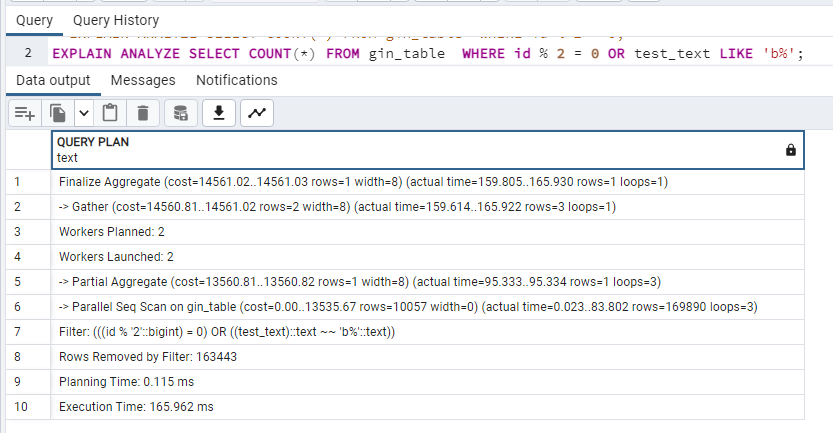 Query Query History
2 EXPLAIN ANALYZE SELECT COUNT(*) FROM gin_table  WHERE id % 2 = 0 OR test_text LIKE 'b%';
Data output Messages Notifications
QUERY PLAN
text
1 Finalize Aggregate (cost=14561.02..14561.03 rows=1 width=8) (actual time=159.805..165.930 rows=1 loops=1)
2 -> Gather (cost=14560.81..14561.02 rows=2 width=8) (actual time=159.614..165.922 rows=3 loops=1)
3 Workers Planned: 2
4 Workers Launched: 2
5 -> Partial Aggregate (cost=13560.81..13560.82 rows=1 width=8) (actual time=95.333..95.334 rows=1 loops=3)
6 -> Parallel Seq Scan on gin_table (cost=0.00..13535.67 rows=10057 width=0) (actual time=0.023..83.802 rows=169890 loops=3)
7 Filter: (((id % '2'::bigint) = 0) OR ((test_text)::text ~~ 'b%'::text))
8 Rows Removed by Filter: 163443
9 Planning Time: 0.115 ms
10 Execution Time: 165.962 ms